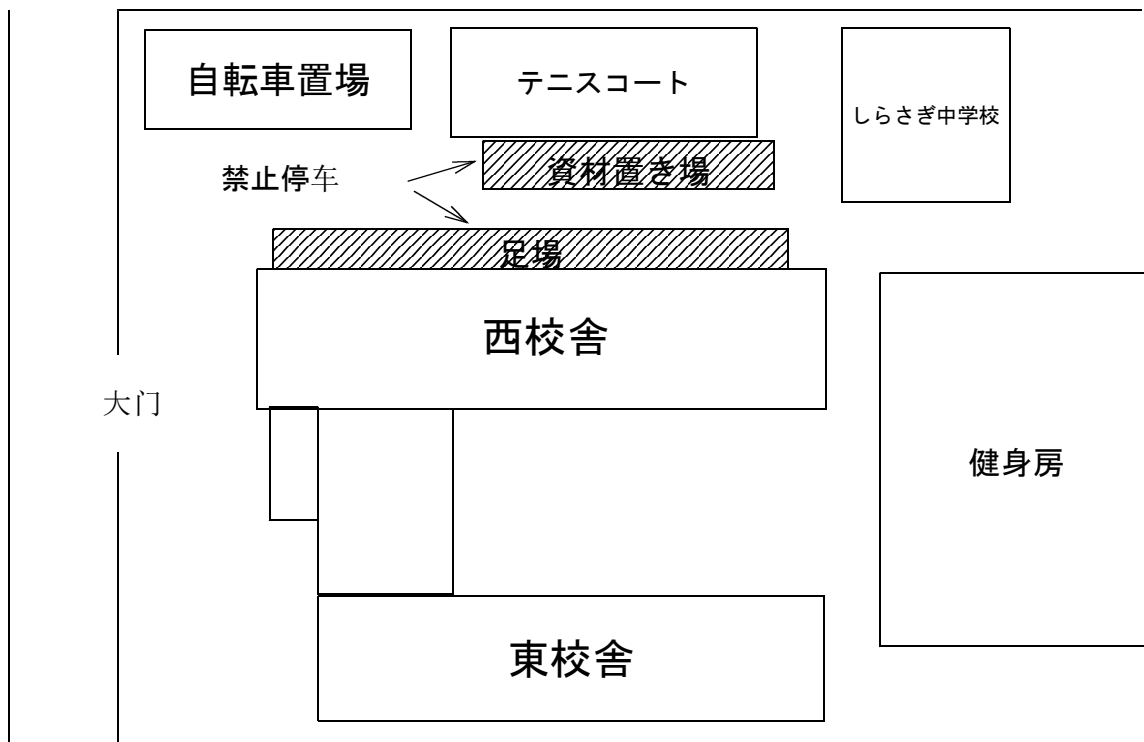 自転車置場
テニスコート
しらさぎ中学校
資材置き場
禁止停车
足場
西校舎
大门
健身房
東校舎